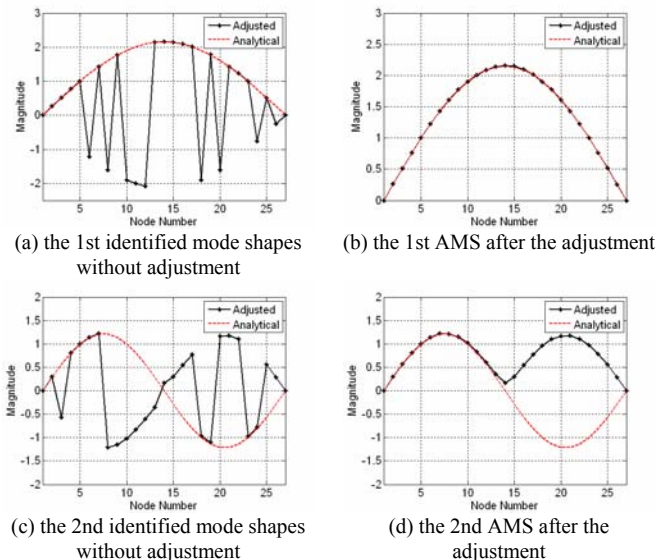 3
2
1
0
-1
-2
Magnitude
5
10
15
20
25
Node Number
Adjusted
Analytical
(a) the 1st identified mode shapes
without adjustment
3
2.5
2
1.5
1
0.5
0
Magnitude
5
10
15
20
25
Node Number
Adjusted
Analytical
(b) the 1st AMS after the adjustment
2
1.5
1
0.5
0
-0.5
-1
-1.5
-2
Magnitude
5
10
15
20
25
Node Number
Adjusted
Analytical
(c) the 2nd identified mode shapes
without adjustment
2
1.5
1
0.5
0
-0.5
-1
-1.5
-2
Magnitude
5
10
15
20
25
Node Number
Adjusted
Analytical
(d) the 2nd AMS after the
adjustment